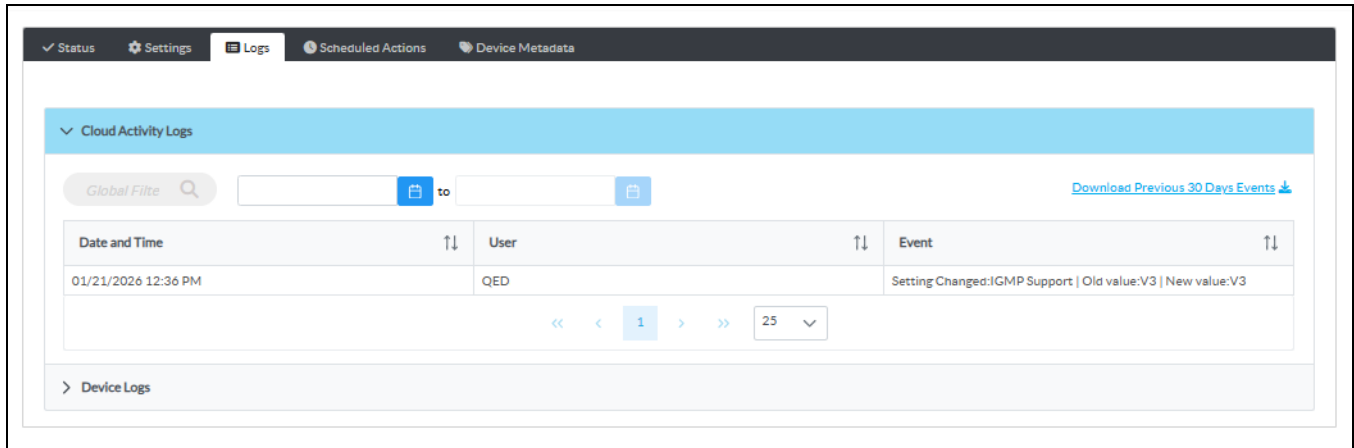 Status Settings Logs Scheduled Actions Device Metadata
Cloud Activity Logs
Global Filte to Download Previous 30 Days Events
Date and Time User Event
01/21/2026 12:36 PM QED Setting Changed:IGMP Support | Old value:V3 | New value:V3
« ‹ 1 › » 25
Device Logs